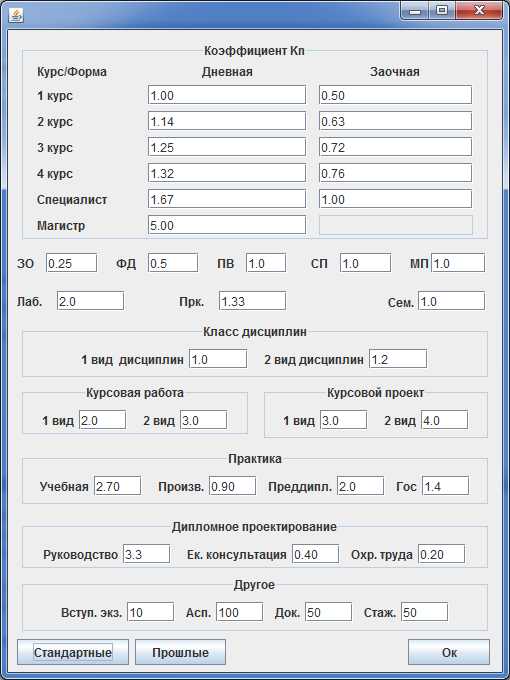 Коэффициент Kn
Курс/Форма Дневная Заочная
1 курс 1.00 0.50
2 курс 1.14 0.63
3 курс 1.25 0.72
4 курс 1.32 0.76
Специалист 1.67 1.00
Магистр 5.00
ЗО 0.25 ФД 0.5 ПВ 1.0 СП 1.0 МП 1.0
Лаб. 2.0 Прк. 1.33 Сем. 1.0
Класс дисциплин
1 вид дисциплин 1.0 2 вид дисциплин 1.2
Курсовая работа Курсовой проект
1 вид 2.0 2 вид 3.0 1 вид 3.0 2 вид 4.0
Практика
Учебная 2.70 Произв. 0.90 Преддипл. 2.0 Гос 1.4
Дипломное проектирование
Руководство 3.3 Ек. консультация 0.40 Охр. труда 0.20
Другое
Вступ. экз. 10 Асп. 100 Док. 50 Стаж. 50
Стандартные Прошлые Ок